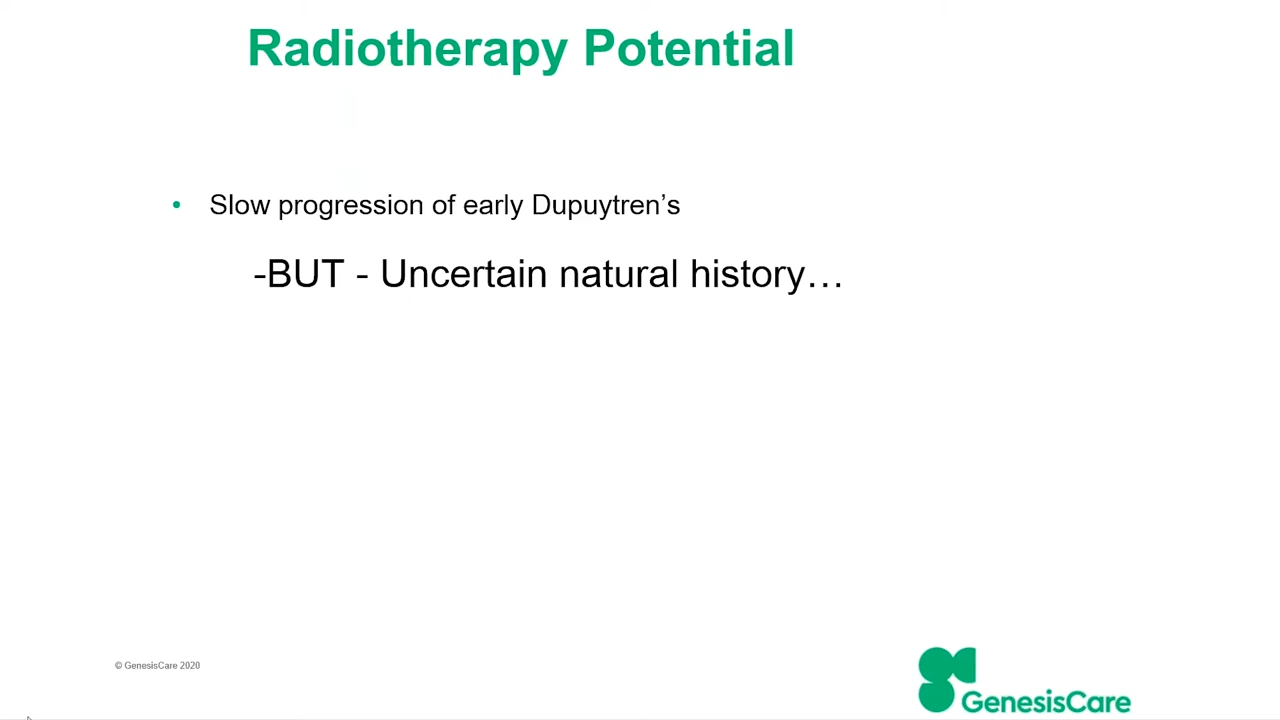 Radiotherapy Potential
• Slow progression of early Dupuytren’s
-BUT - Uncertain natural history…
© GenesisCare 2020
GenesisCare